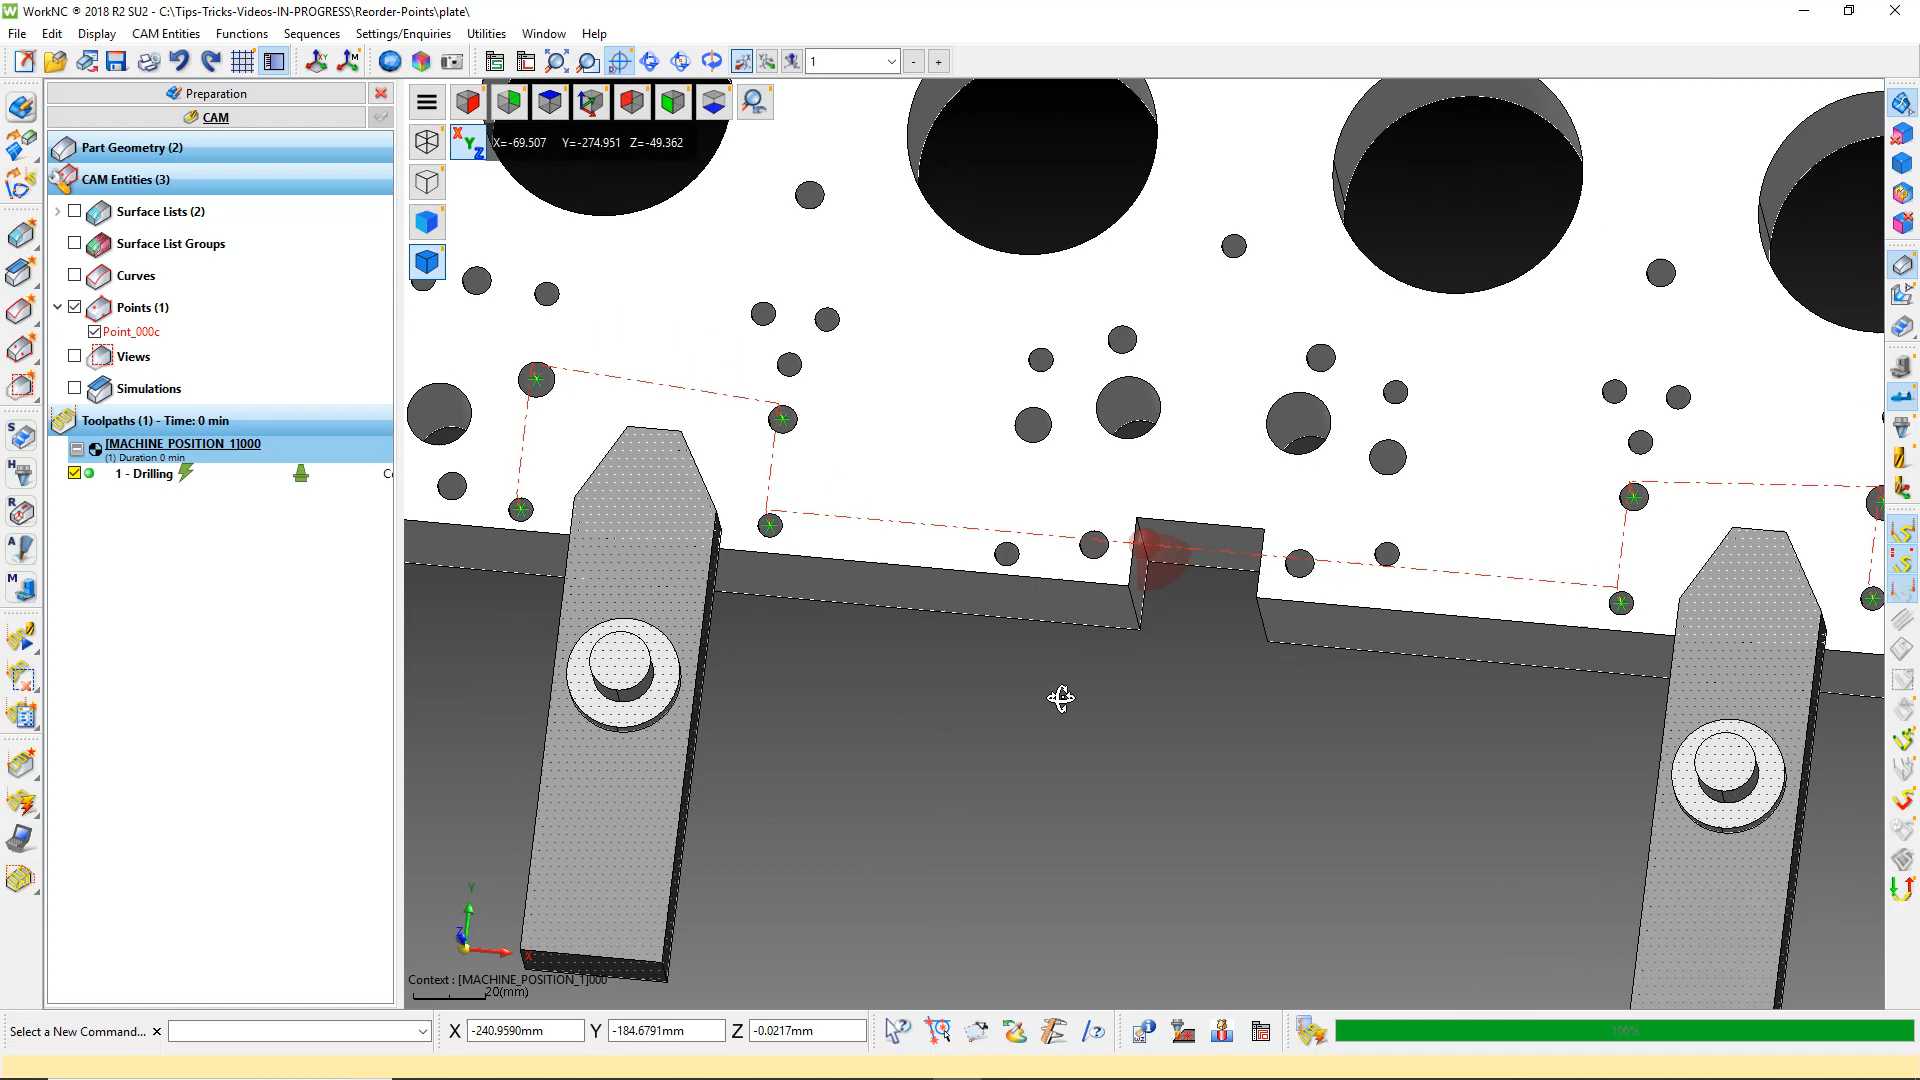 WorkNC ® 2018 R2 SU2 - C:\Tips-Tricks-Videos-IN-PROGRESS\Reorder-Points\plate\
File Edit Display CAM Entities Functions Sequences Settings/Enquiries Utilities Window Help
1
- +
Preparation
CAM
X=-69.507 Y=-274.951 Z=-49.362
Part Geometry (2)
CAM Entities (3)
Surface Lists (2)
Surface List Groups
Curves
Points (1)
Point_000c
Views
Simulations
Toolpaths (1) - Time: 0 min
[MACHINE_POSITION_1]000
(1) Duration 0 min
1 - Drilling
Y
Z
X
Context : [MACHINE_POSITION_1]000
20(mm)
Select a New Command...
X -240.9590mm Y -184.6791mm Z -0.0217mm
100%